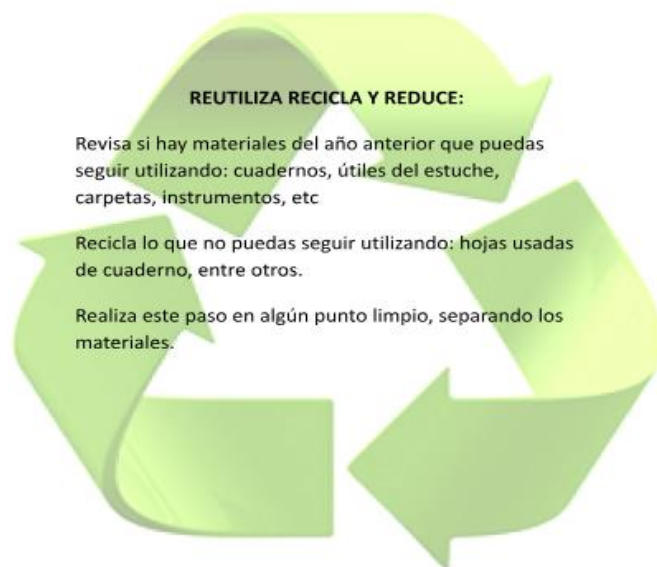 REUTILIZA RECICLA Y REDUCE:
Revisa si hay materiales del año anterior que puedas
seguir utilizando: cuadernos, útiles del estuche,
carpetas, instrumentos, etc
Recicla lo que no puedas seguir utilizando: hojas usadas
de cuaderno, entre otros.
Realiza este paso en algún punto limpio, separando los
materiales.